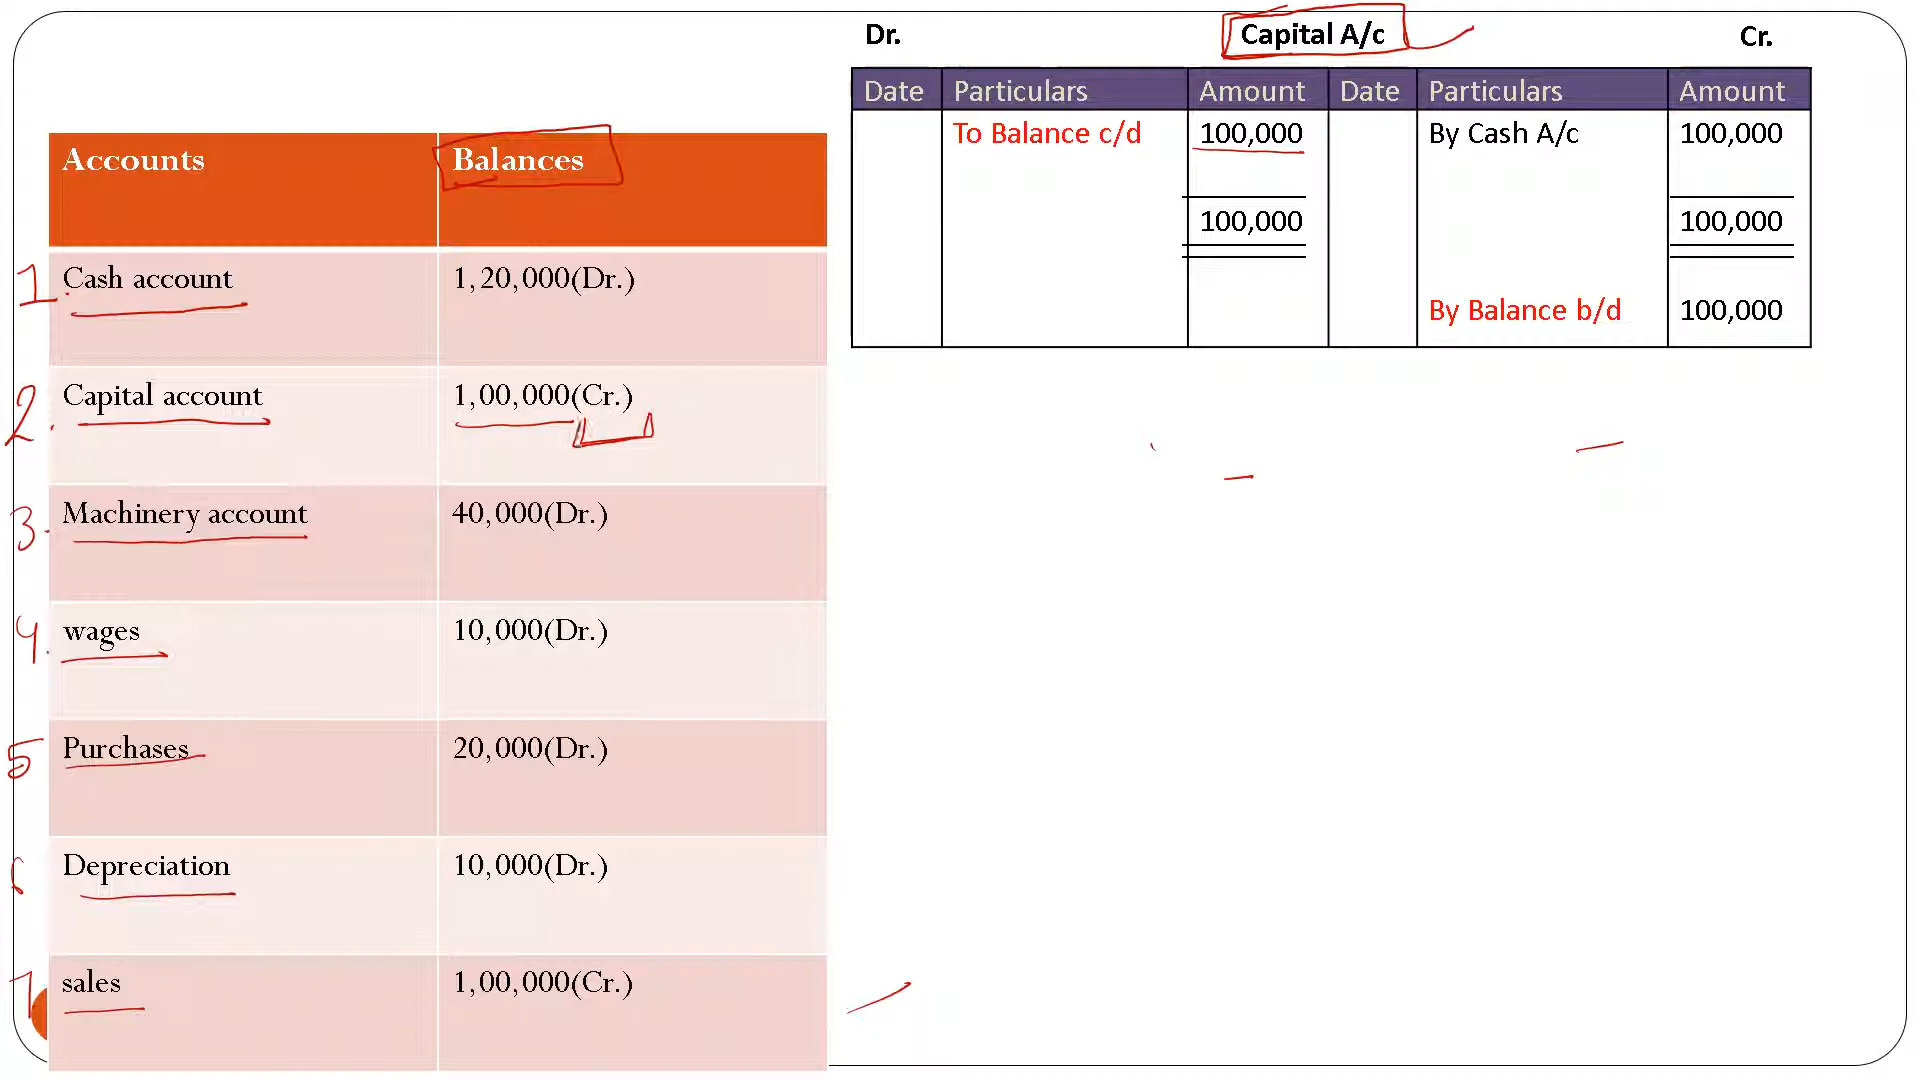 Accounts Balances
1. Cash account 1,20,000(Dr.)
2. Capital account 1,00,000(Cr.)
3. Machinery account 40,000(Dr.)
4. wages 10,000(Dr.)
5 Purchases 20,000(Dr.)
Depreciation 10,000(Dr.)
7 sales 1,00,000(Cr.)
Dr. Capital A/c Cr.
Date Particulars Amount Date Particulars Amount
To Balance c/d 100,000 By Cash A/c 100,000
100,000 100,000
By Balance b/d 100,000